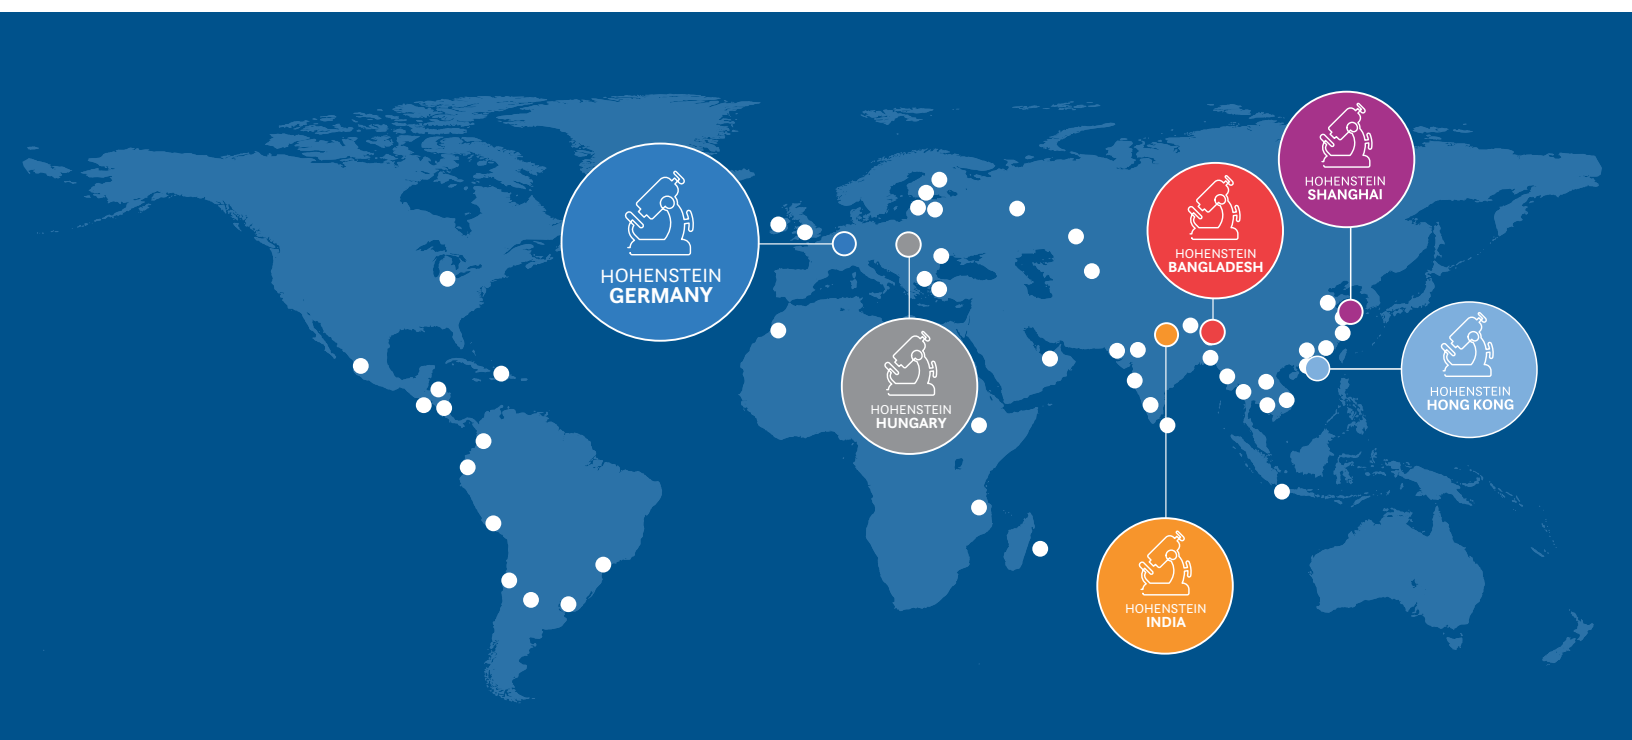 HOHENSTEIN
GERMANY
HOHENSTEIN
HUNGARY
HOHENSTEIN
BANGLADESH
HOHENSTEIN
SHANGHAI
HOHENSTEIN
HONG KONG
HOHENSTEIN
INDIA